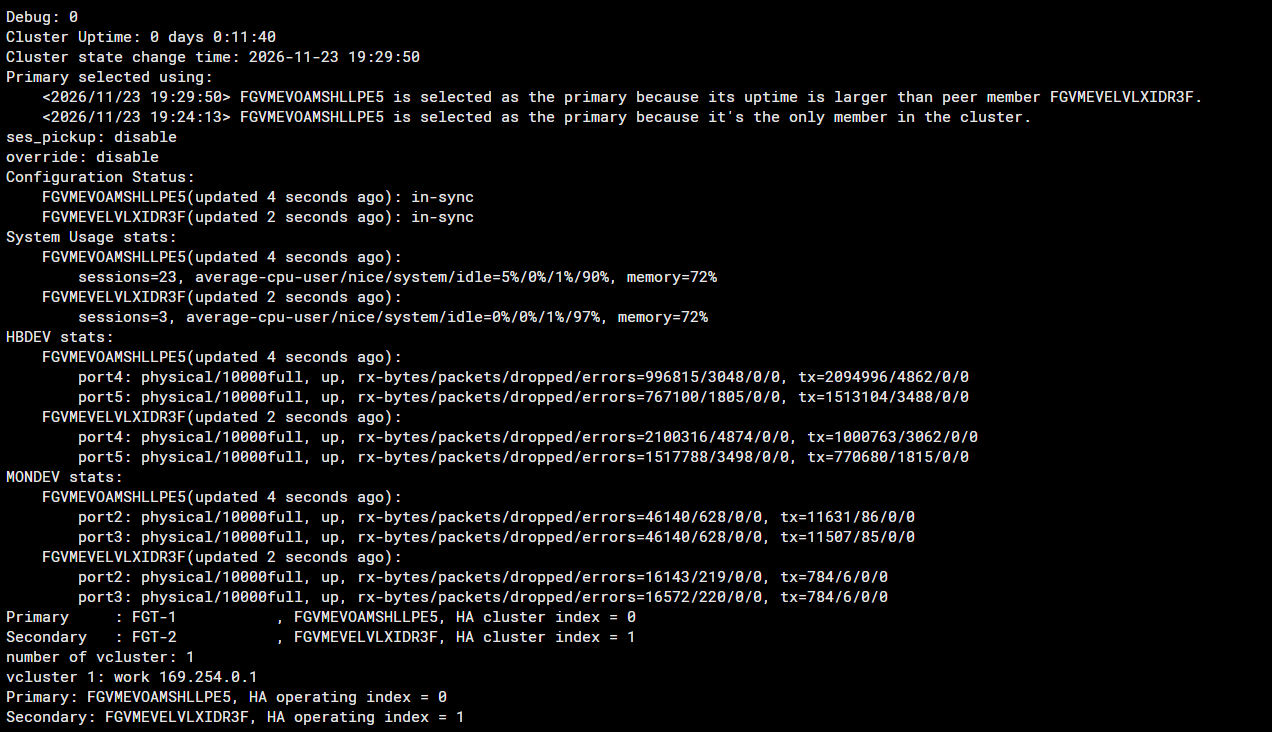 Debug: 0
Cluster Uptime: 0 days 0:11:40
Cluster state change time: 2026-11-23 19:29:50
Primary selected using:
    <2026/11/23 19:29:50> FGVMEVOAMSHLLPE5 is selected as the primary because its uptime is larger than peer member FGVMEVELVLXIDR3F.
    <2026/11/23 19:24:13> FGVMEVOAMSHLLPE5 is selected as the primary because it's the only member in the cluster.
ses_pickup: disable
override: disable
Configuration Status:
    FGVMEVOAMSHLLPE5(updated 4 seconds ago): in-sync
    FGVMEVELVLXIDR3F(updated 2 seconds ago): in-sync
System Usage stats:
    FGVMEVOAMSHLLPE5(updated 4 seconds ago):
        sessions=23, average-cpu-user/nice/system/idle=5%/0%/1%/90%, memory=72%
    FGVMEVELVLXIDR3F(updated 2 seconds ago):
        sessions=3, average-cpu-user/nice/system/idle=0%/0%/1%/97%, memory=72%
HBDEV stats:
    FGVMEVOAMSHLLPE5(updated 4 seconds ago):
        port4: physical/10000full, up, rx-bytes/packets/dropped/errors=996815/3048/0/0, tx=2094996/4862/0/0
        port5: physical/10000full, up, rx-bytes/packets/dropped/errors=767100/1805/0/0, tx=1513104/3488/0/0
    FGVMEVELVLXIDR3F(updated 2 seconds ago):
        port4: physical/10000full, up, rx-bytes/packets/dropped/errors=2100316/4874/0/0, tx=1000763/3062/0/0
        port5: physical/10000full, up, rx-bytes/packets/dropped/errors=1517788/3498/0/0, tx=770680/1815/0/0
MONDEV stats:
    FGVMEVOAMSHLLPE5(updated 4 seconds ago):
        port2: physical/10000full, up, rx-bytes/packets/dropped/errors=46140/628/0/0, tx=11631/86/0/0
        port3: physical/10000full, up, rx-bytes/packets/dropped/errors=46140/628/0/0, tx=11507/85/0/0
    FGVMEVELVLXIDR3F(updated 2 seconds ago):
        port2: physical/10000full, up, rx-bytes/packets/dropped/errors=16143/219/0/0, tx=784/6/0/0
        port3: physical/10000full, up, rx-bytes/packets/dropped/errors=16572/220/0/0, tx=784/6/0/0
Primary     : FGT-1           , FGVMEVOAMSHLLPE5, HA cluster index = 0
Secondary   : FGT-2           , FGVMEVELVLXIDR3F, HA cluster index = 1
number of vcluster: 1
vcluster 1: work 169.254.0.1
Primary: FGVMEVOAMSHLLPE5, HA operating index = 0
Secondary: FGVMEVELVLXIDR3F, HA operating index = 1